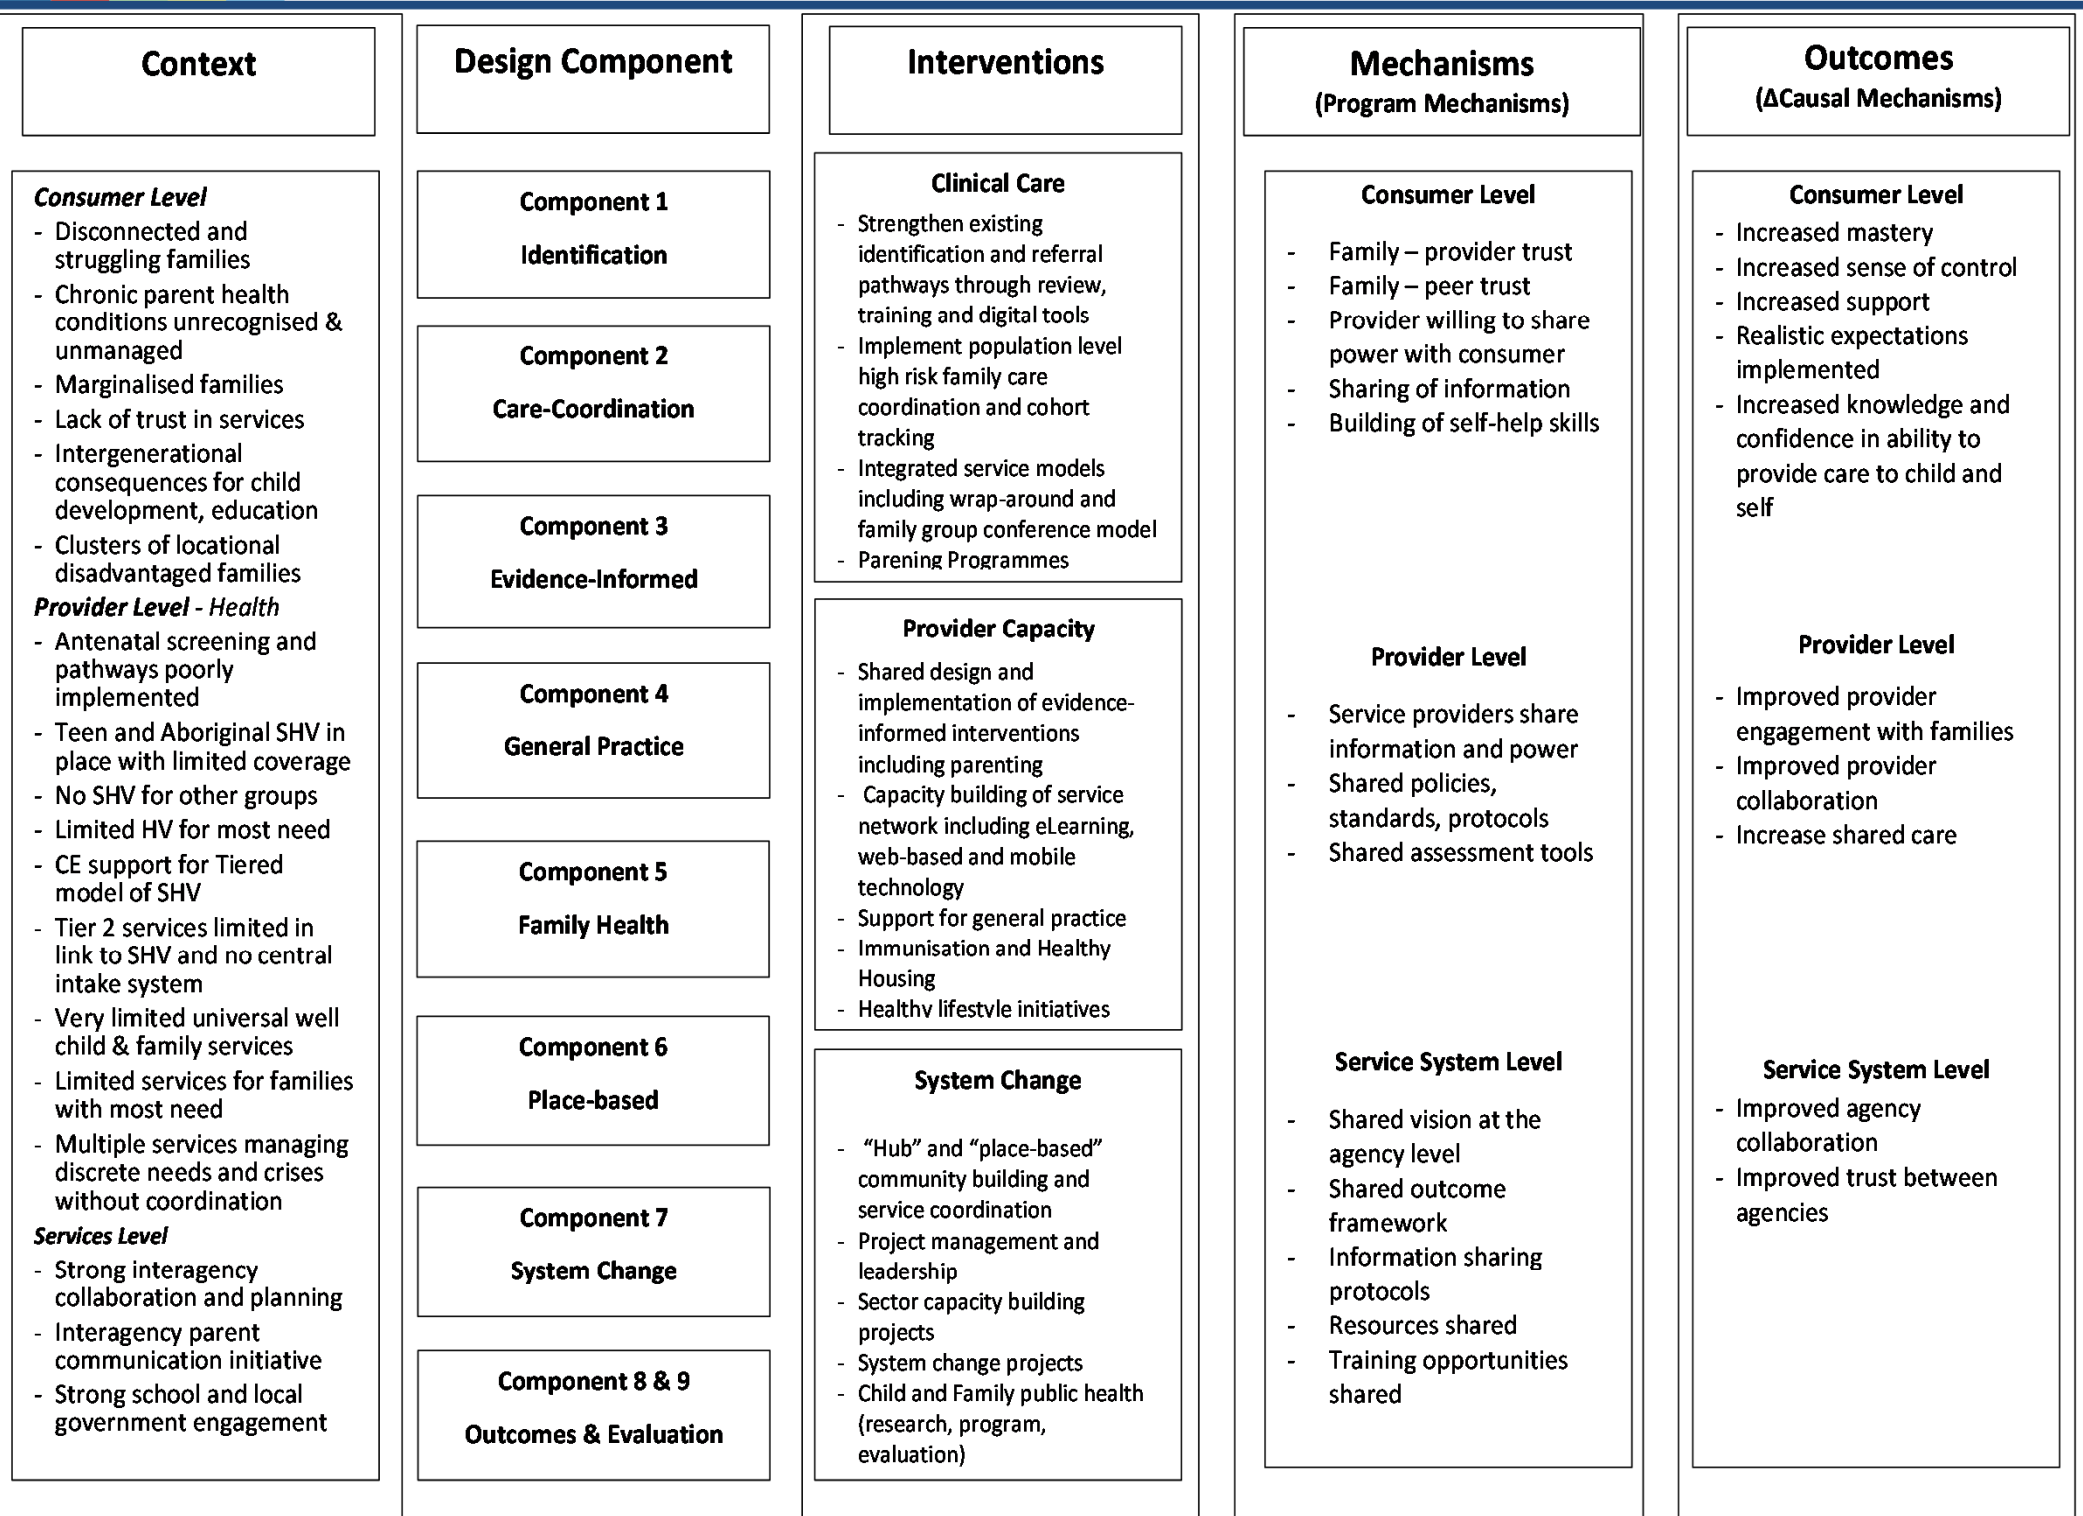 Context
Consumer Level
- Disconnected and
struggling families
- Chronic parent health
conditions unrecognised &
unmanaged
- Marginalised families
- Lack of trust in services
- Intergenerational
consequences for child
development, education
- Clusters of locational
disadvantaged families
Provider Level - Health
- Antenatal screening and
pathways poorly
implemented
- Teen and Aboriginal SHV in
place with limited coverage
- No SHV for other groups
- Limited HV for most need
- CE support for Tiered
model of SHV
- Tier 2 services limited in
link to SHV and no central
intake system
- Very limited universal well
child & family services
- Limited services for families
with most need
- Multiple services managing
discrete needs and crises
without coordination
Services Level
- Strong interagency
collaboration and planning
- Interagency parent
communication initiative
- Strong school and local
government engagement
Design Component
Component 1
Identification
Component 2
Care-Coordination
Component 3
Evidence-Informed
Component 4
General Practice
Component 5
Family Health
Component 6
Place-based
Component 7
System Change
Component 8 & 9
Outcomes & Evaluation
Interventions
Clinical Care
- Strengthen existing
identification and referral
pathways through review,
training and digital tools
- Implement population level
high risk family care
coordination and cohort
tracking
- Integrated service models
including wrap-around and
family group conference model
- Parening Programmes
Provider Capacity
- Shared design and
implementation of evidence-
informed interventions
including parenting
- Capacity building of service
network including eLearning,
web-based and mobile
technology
- Support for general practice
- Immunisation and Healthy
Housing
- Healthy lifestyle initiatives
System Change
- “Hub” and “place-based”
community building and
service coordination
- Project management and
leadership
- Sector capacity building
projects
- System change projects
- Child and Family public health
(research, program,
evaluation)
Mechanisms
(Program Mechanisms)
Consumer Level
- Family – provider trust
- Family – peer trust
- Provider willing to share
power with consumer
- Sharing of information
- Building of self-help skills
Provider Level
- Service providers share
information and power
- Shared policies,
standards, protocols
- Shared assessment tools
Service System Level
- Shared vision at the
agency level
- Shared outcome
framework
- Information sharing
protocols
- Resources shared
- Training opportunities
shared
Outcomes
(ΔCausal Mechanisms)
Consumer Level
- Increased mastery
- Increased sense of control
- Increased support
- Realistic expectations
implemented
- Increased knowledge and
confidence in ability to
provide care to child and
self
Provider Level
- Improved provider
engagement with families
- Improved provider
collaboration
- Increase shared care
Service System Level
- Improved agency
collaboration
- Improved trust between
agencies